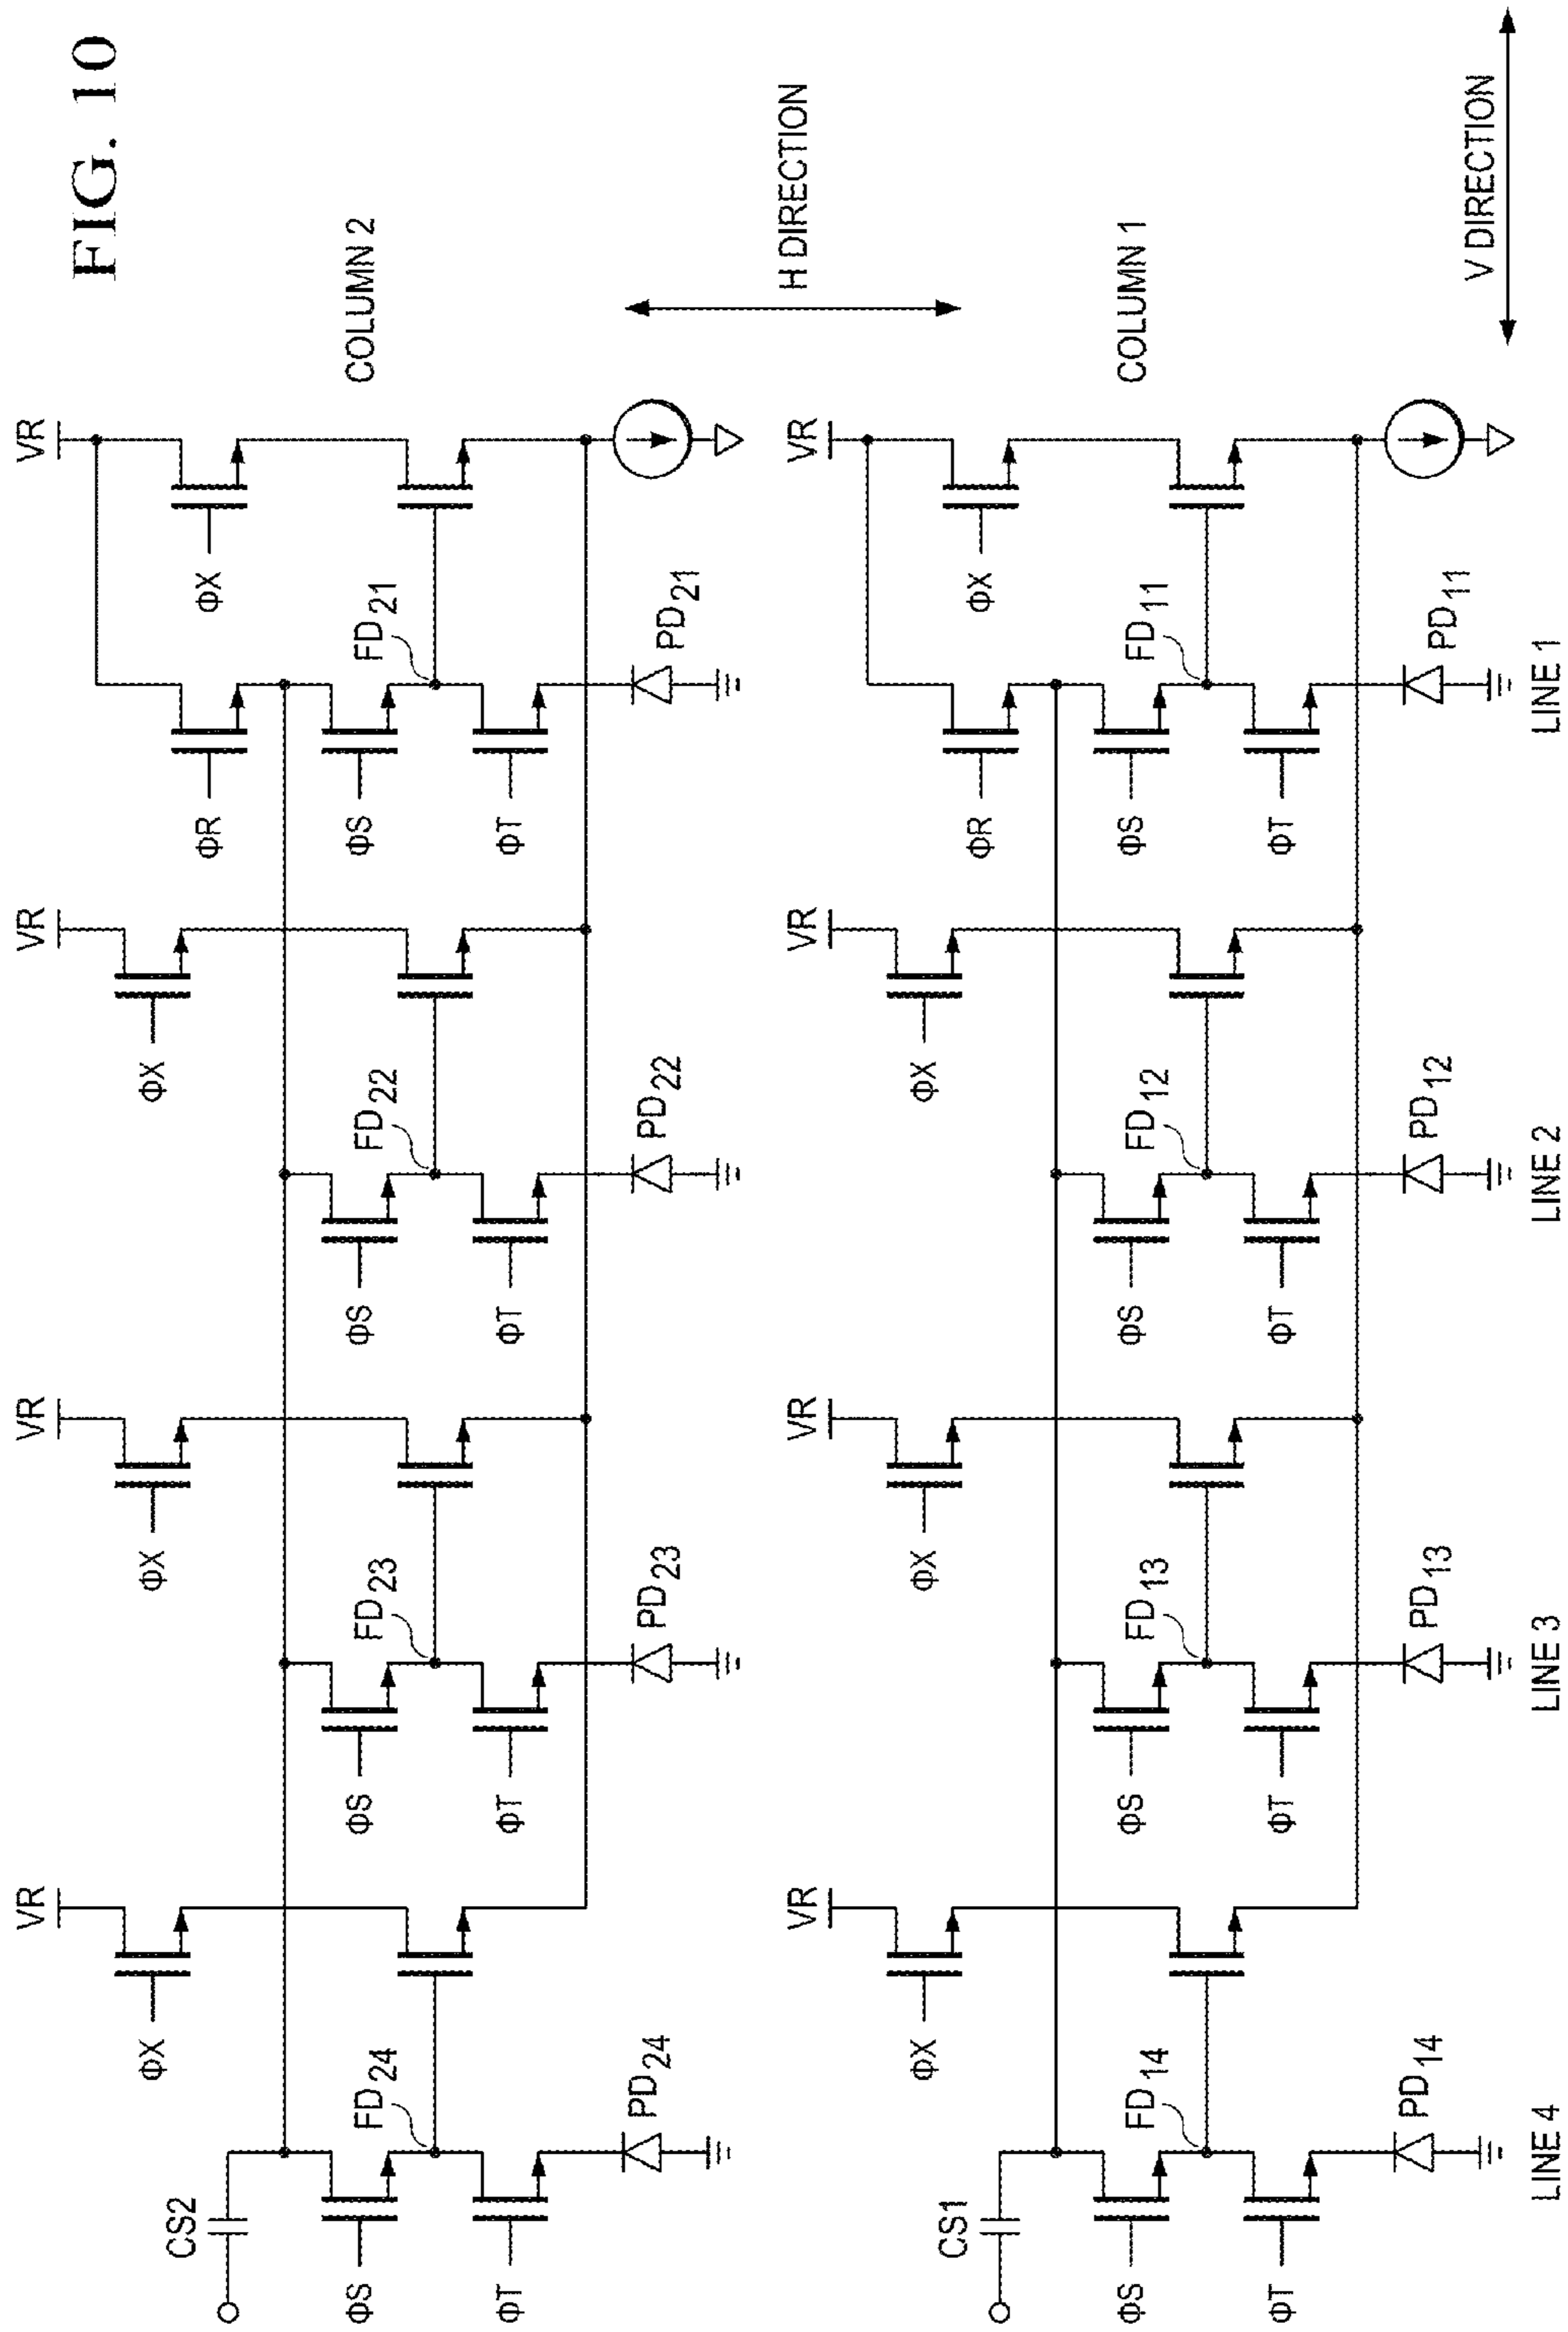 FIG. 10
VR
VR
VR
VR
ΦX
ΦX
ΦX
CS2
ΦR
ΦX
ΦS
FD24
ΦS
FD23
ΦS
FD22
ΦS
FD21
COLUMN 2
ΦT
ΦT
ΦT
ΦT
PD24
PD23
PD22
PD21
H DIRECTION
VR
VR
VR
VR
ΦX
ΦX
ΦX
CS1
ΦR
ΦX
ΦS
FD14
ΦS
FD13
ΦS
FD12
ΦS
FD11
COLUMN 1
ΦT
ΦT
ΦT
ΦT
PD14
PD13
PD12
PD11
V DIRECTION
LINE 4
LINE 3
LINE 2
LINE 1